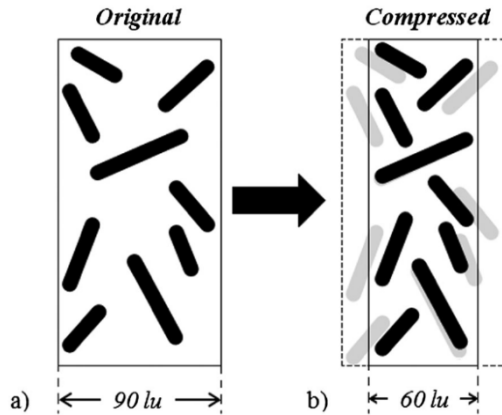 Original
Compressed
a)
90 lu
b)
60 lu